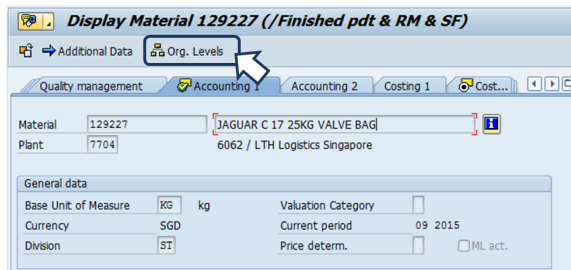 Display Material 129227 (/Finished pdt & RM & SF)
Additional Data Org. Levels
Quality management Accounting 1 Accounting 2 Costing 1 Cost...
Material 129227 JAGUAR C 17 25KG VALVE BAG
Plant 7704 6062 / LTH Logistics Singapore
General data
Base Unit of Measure KG kg Valuation Category
Currency SGD Current period 09 2015
Division ST Price determ. ML act.